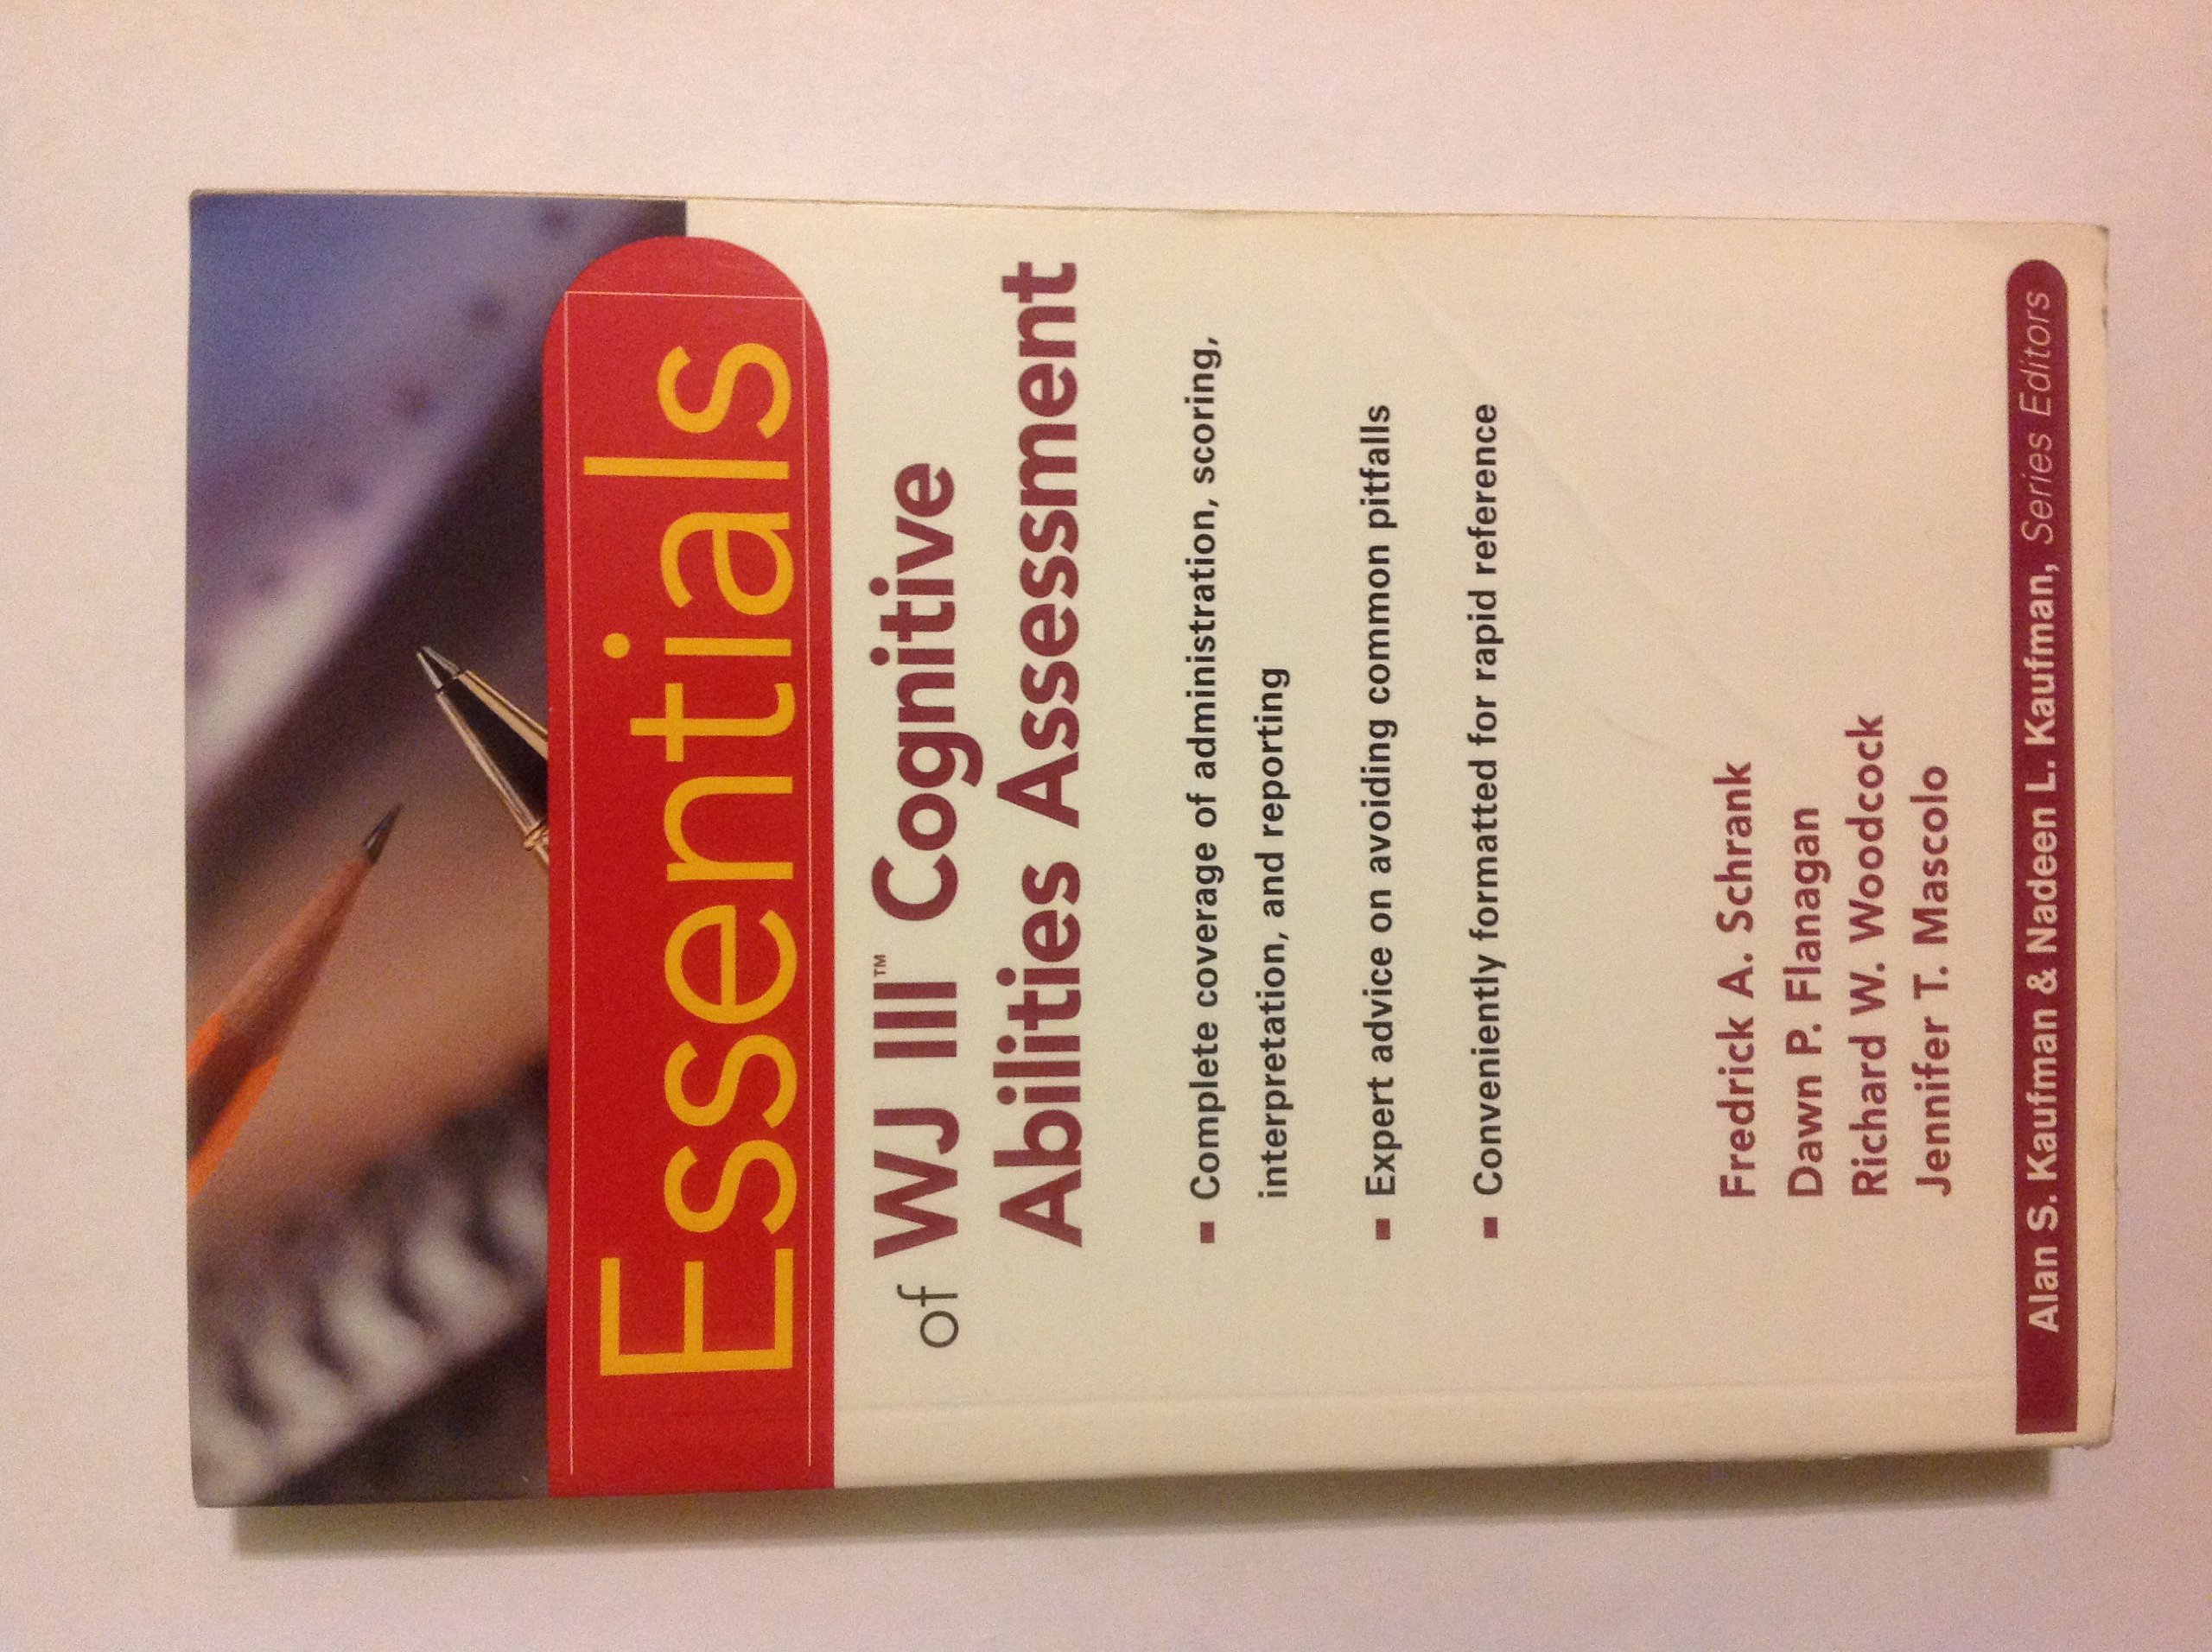 Essentials
of WJ III™ Cognitive
Abilities Assessment
▪ Complete coverage of administration, scoring,
interpretation, and reporting
▪ Expert advice on avoiding common pitfalls
▪ Conveniently formatted for rapid reference
Fredrick A. Schrank
Dawn P. Flanagan
Richard W. Woodcock
Jennifer T. Mascolo
Alan S. Kaufman & Nadeen L. Kaufman, Series Editors